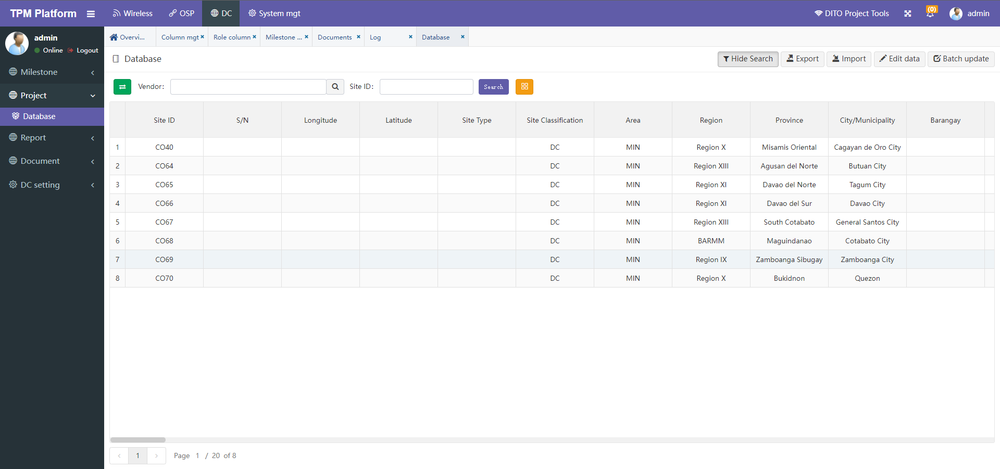 TPM Platform Wireless OSP DC System mgt DITO Project Tools (0) admin
admin
Online Logout
Overvi... Column mgt Role column Milestone ... Documents Log Database
Database Hide Search Export Import Edit data Batch update
Milestone
Project
Database
Report
Document
DC setting
Vendor: Site ID: Search
Site ID S/N Longitude Latitude Site Type Site Classification Area Region Province City/Municipality Barangay
1 CO40 DC MIN Region X Misamis Oriental Cagayan de Oro City
2 CO64 DC MIN Region XIII Agusan del Norte Butuan City
3 CO65 DC MIN Region XI Davao del Norte Tagum City
4 CO66 DC MIN Region XI Davao del Sur Davao City
5 CO67 DC MIN Region XIII South Cotabato General Santos City
6 CO68 DC MIN BARMM Maguindanao Cotabato City
7 CO69 DC MIN Region IX Zamboanga Sibugay Zamboanga City
8 CO70 DC MIN Region X Bukidnon Quezon
1 Page 1 / 20 of 8